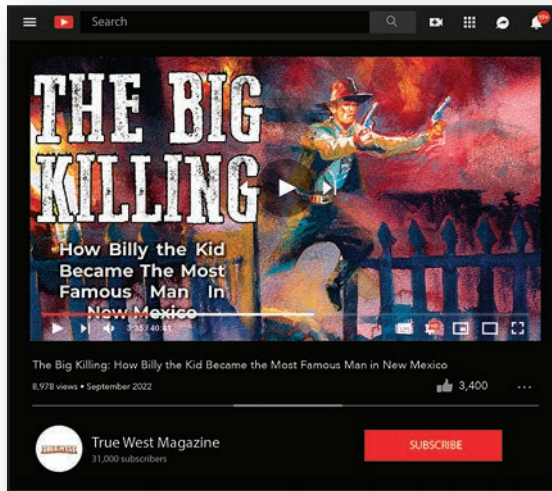 Search
THE BIG
KILLING
How Billy the Kid
Became The Most
Famous Man In
New Mexico
3:35 / 40:41
The Big Killing: How Billy the Kid Became the Most Famous Man in New Mexico
8,978 views • September 2022
3,400
True West Magazine
31,000 subscribers
SUBSCRIBE
TRUE WEST